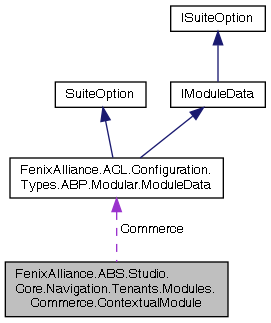 ISuiteOption
SuiteOption
IModuleData
FenixAlliance.ACL.Configuration.
Types.ABP.Modular.ModuleData
Commerce
FenixAlliance.ABS.Studio.
Core.Navigation.Tenants.Modules.
Commerce.ContextualModule